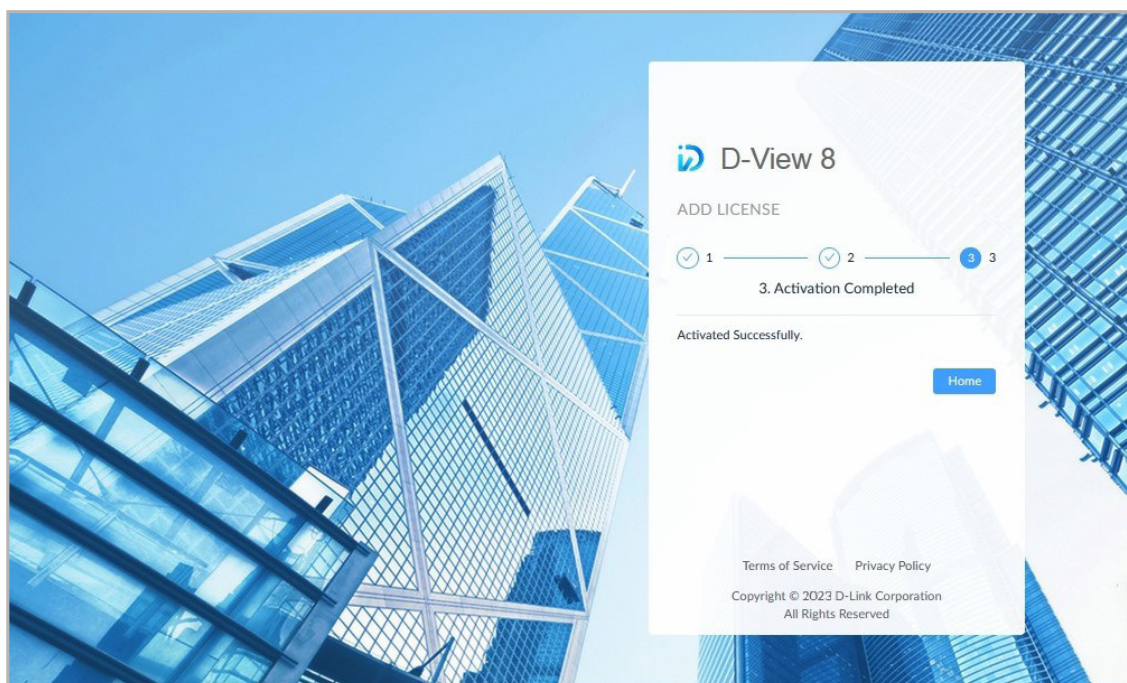 D-View 8
ADD LICENSE
1 2 3 3
3. Activation Completed
Activated Successfully.
Home
Terms of Service Privacy Policy
Copyright © 2023 D-Link Corporation
All Rights Reserved